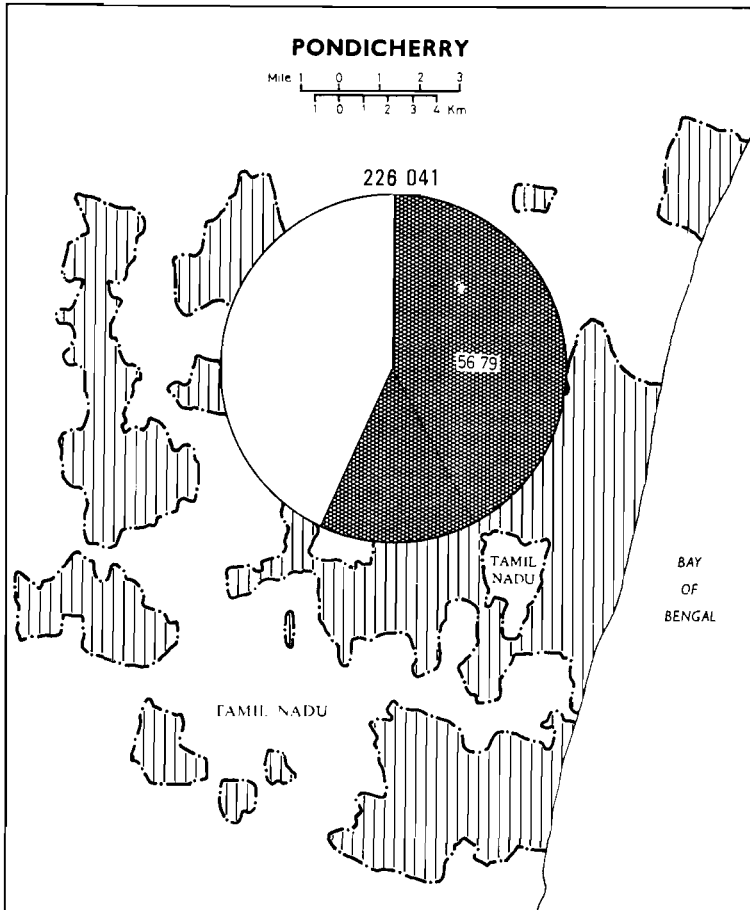 PONDICHERRY
Mile 1 0 1 2 3
1 0 1 2 3 4 Km
226 041
56 79
TAMIL
NADU
BAY
OF
BENGAL
TAMIL NADU